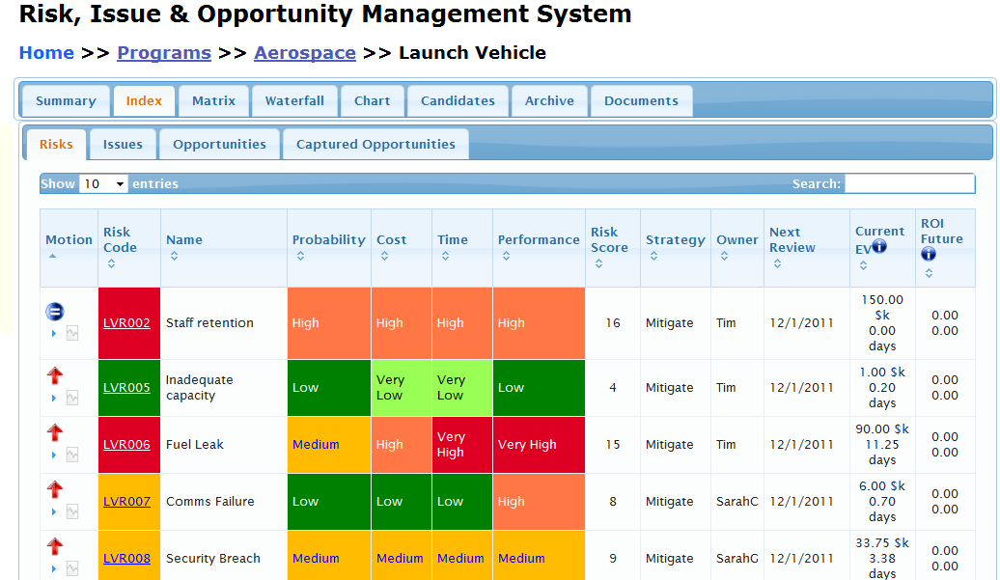 Risk, Issue & Opportunity Management System
Home >> Programs >> Aerospace >> Launch Vehicle
Summary Index Matrix Waterfall Chart Candidates Archive Documents
Risks Issues Opportunities Captured Opportunities
Show 10 entries Search:
Motion Risk Code Name Probability Cost Time Performance Risk Score Strategy Owner Next Review Current EV ROI Future
LVR002 Staff retention High High High High 16 Mitigate Tim 12/1/2011 150.00 $k 0.00 days 0.00 0.00
LVR005 Inadequate capacity Low Very Low Very Low Low 4 Mitigate Tim 12/1/2011 1.00 $k 0.20 days 0.00 0.00
LVR006 Fuel Leak Medium High Very High Very High 15 Mitigate Tim 12/1/2011 90.00 $k 11.25 days 0.00 0.00
LVR007 Comms Failure Low Low Low High 8 Mitigate SarahC 12/1/2011 6.00 $k 0.70 days 0.00 0.00
LVR008 Security Breach Medium Medium Medium Medium 9 Mitigate SarahG 12/1/2011 33.75 $k 3.38 days 0.00 0.00